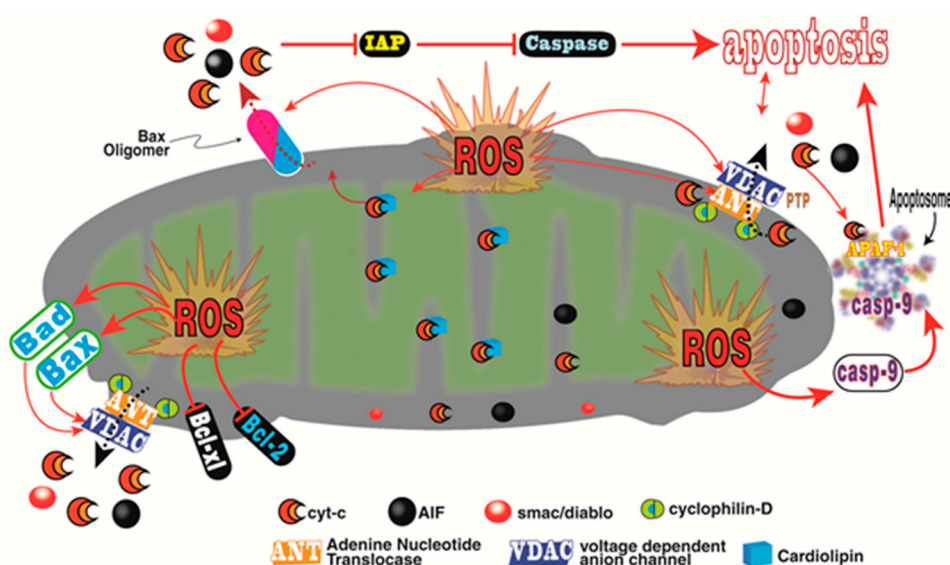 IAP
Caspase
apoptosis
Bax
Oligomer
ROS
VDAC
ANT
PTP
Apoptosome
APAF-1
casp-9
ROS
Bad
Bax
ROS
casp-9
ANT
VDAC
Bcl-xl
Bcl-2
cyt-c
AIF
smac/diablo
cyclophilin-D
ANT
Adenine Nucleotide
Translocase
VDAC
voltage dependent
anion channel
Cardiolipin